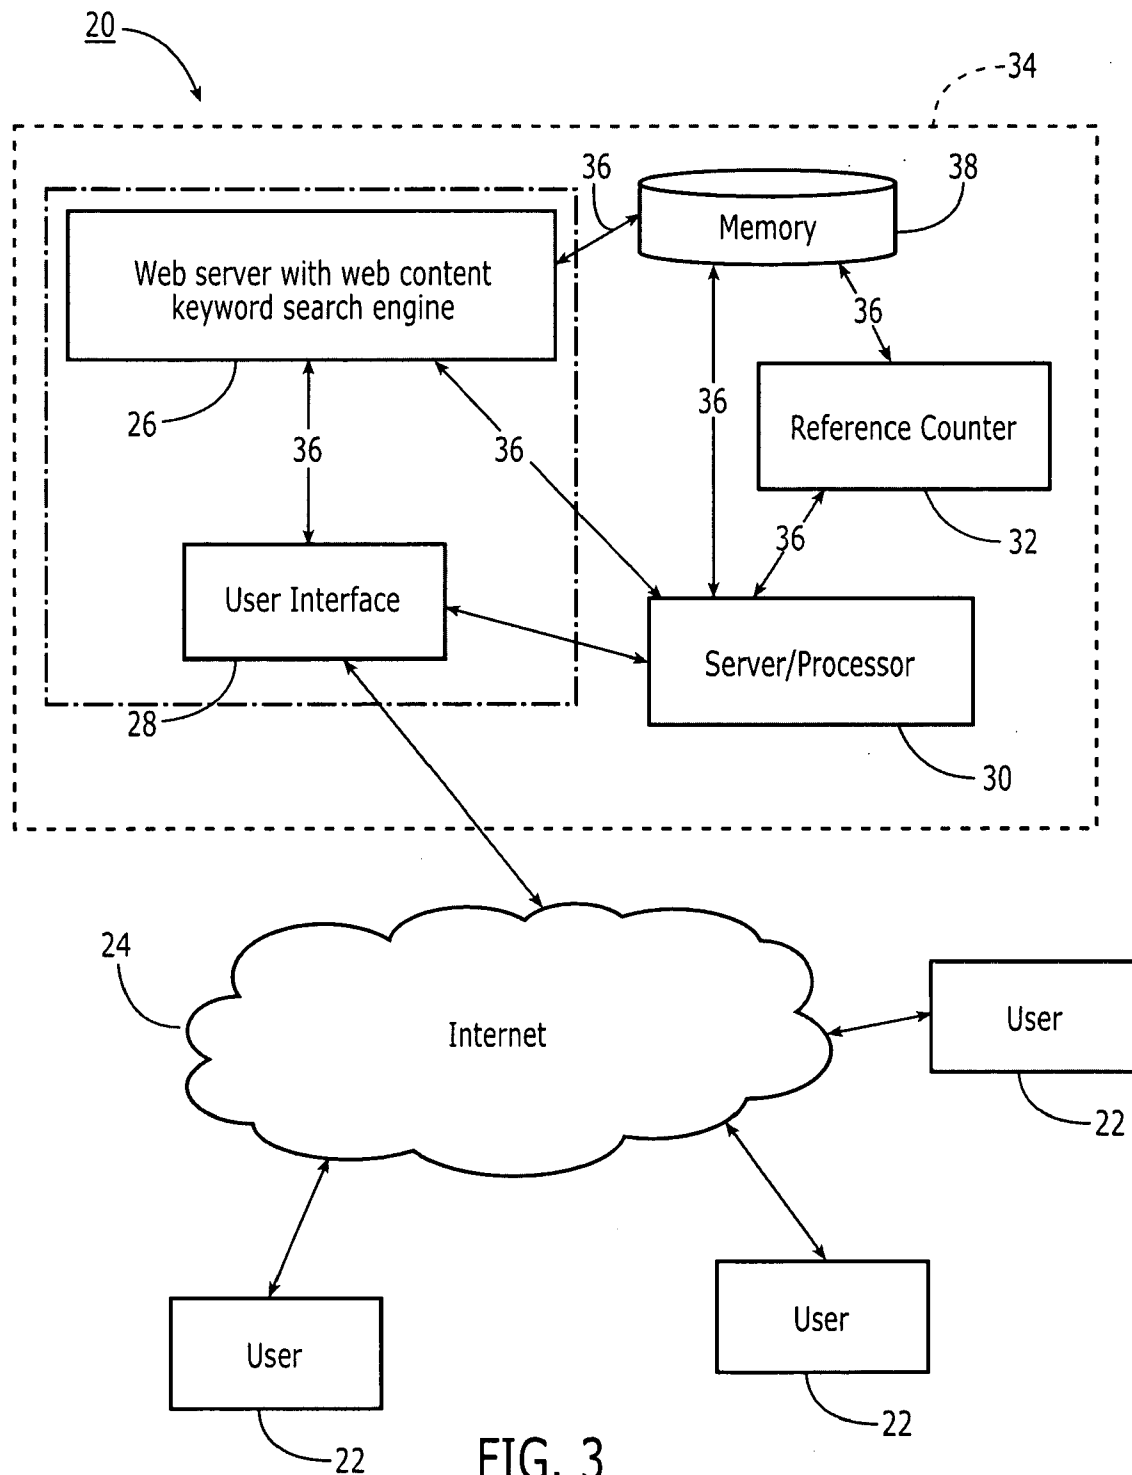 20
34
36
Memory
38
Web server with web content
keyword search engine
36
26
36
36
36
Reference Counter
32
36
User Interface
28
Server/Processor
30
24
Internet
User
22
User
22
User
22
FIG. 3